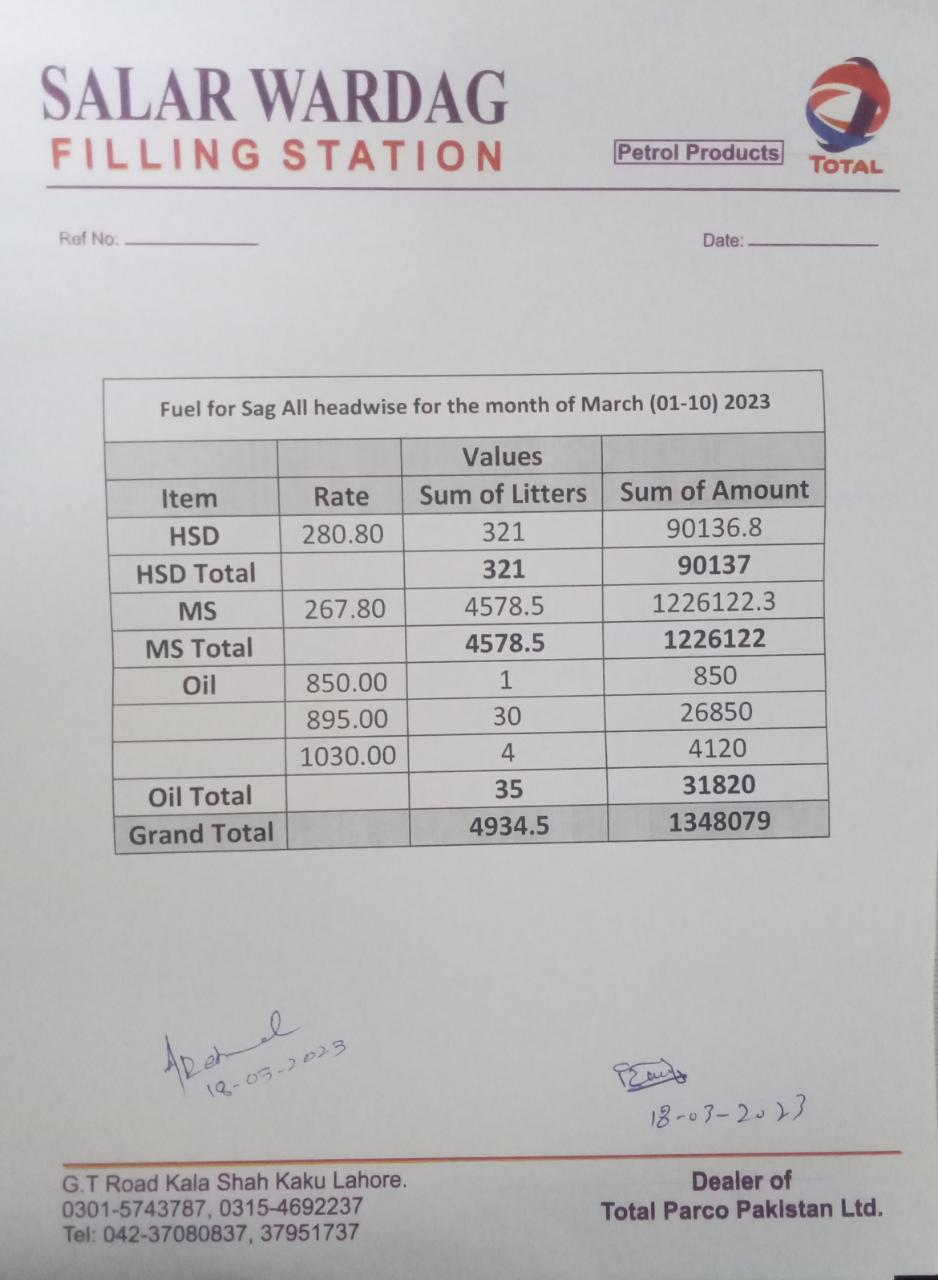 SALAR WARDAG
FILLING STATION
Petrol Products
TOTAL
Ref No:
Date:
Fuel for Sag All headwise for the month of March (01-10) 2023
Values
Item Rate Sum of Litters Sum of Amount
HSD 280.80 321 90136.8
HSD Total 321 90137
MS 267.80 4578.5 1226122.3
MS Total 4578.5 1226122
Oil 850.00 1 850
895.00 30 26850
1030.00 4 4120
Oil Total 35 31820
Grand Total 4934.5 1348079
18-03-2023
18-03-2023
G.T Road Kala Shah Kaku Lahore.
0301-5743787, 0315-4692237
Tel: 042-37080837, 37951737
Dealer of
Total Parco Pakistan Ltd.